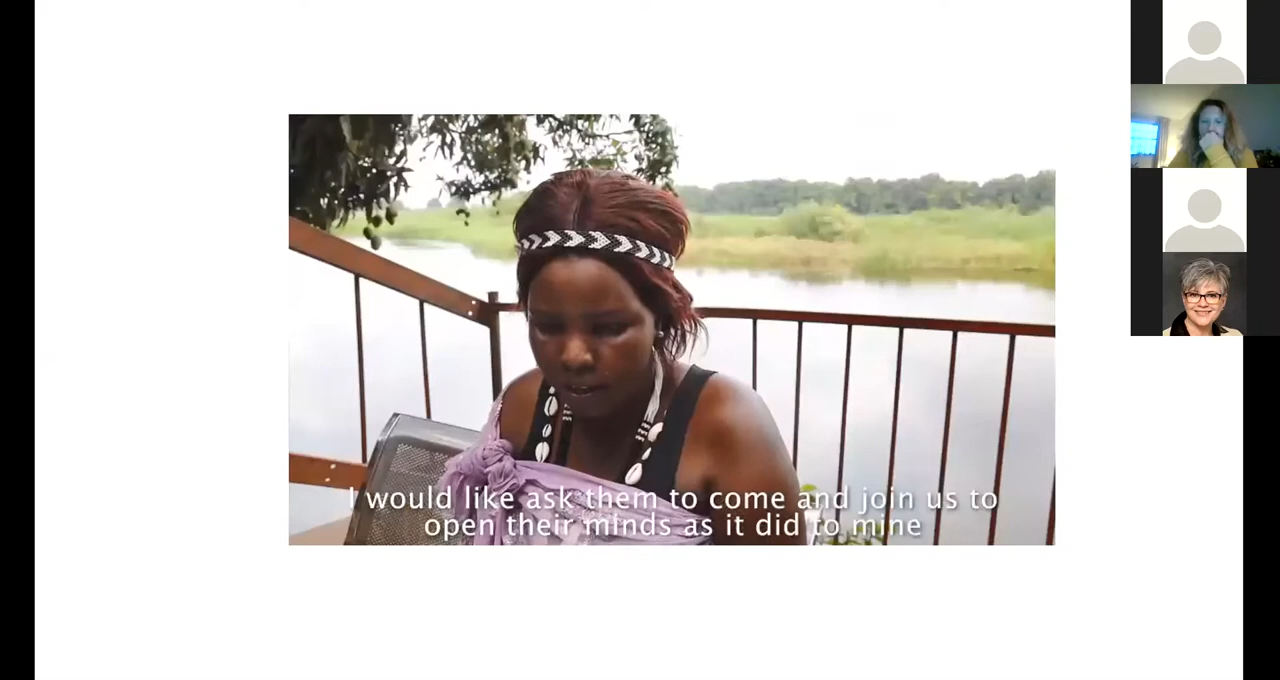 I would like ask them to come and join us to
open their minds as it did to mine